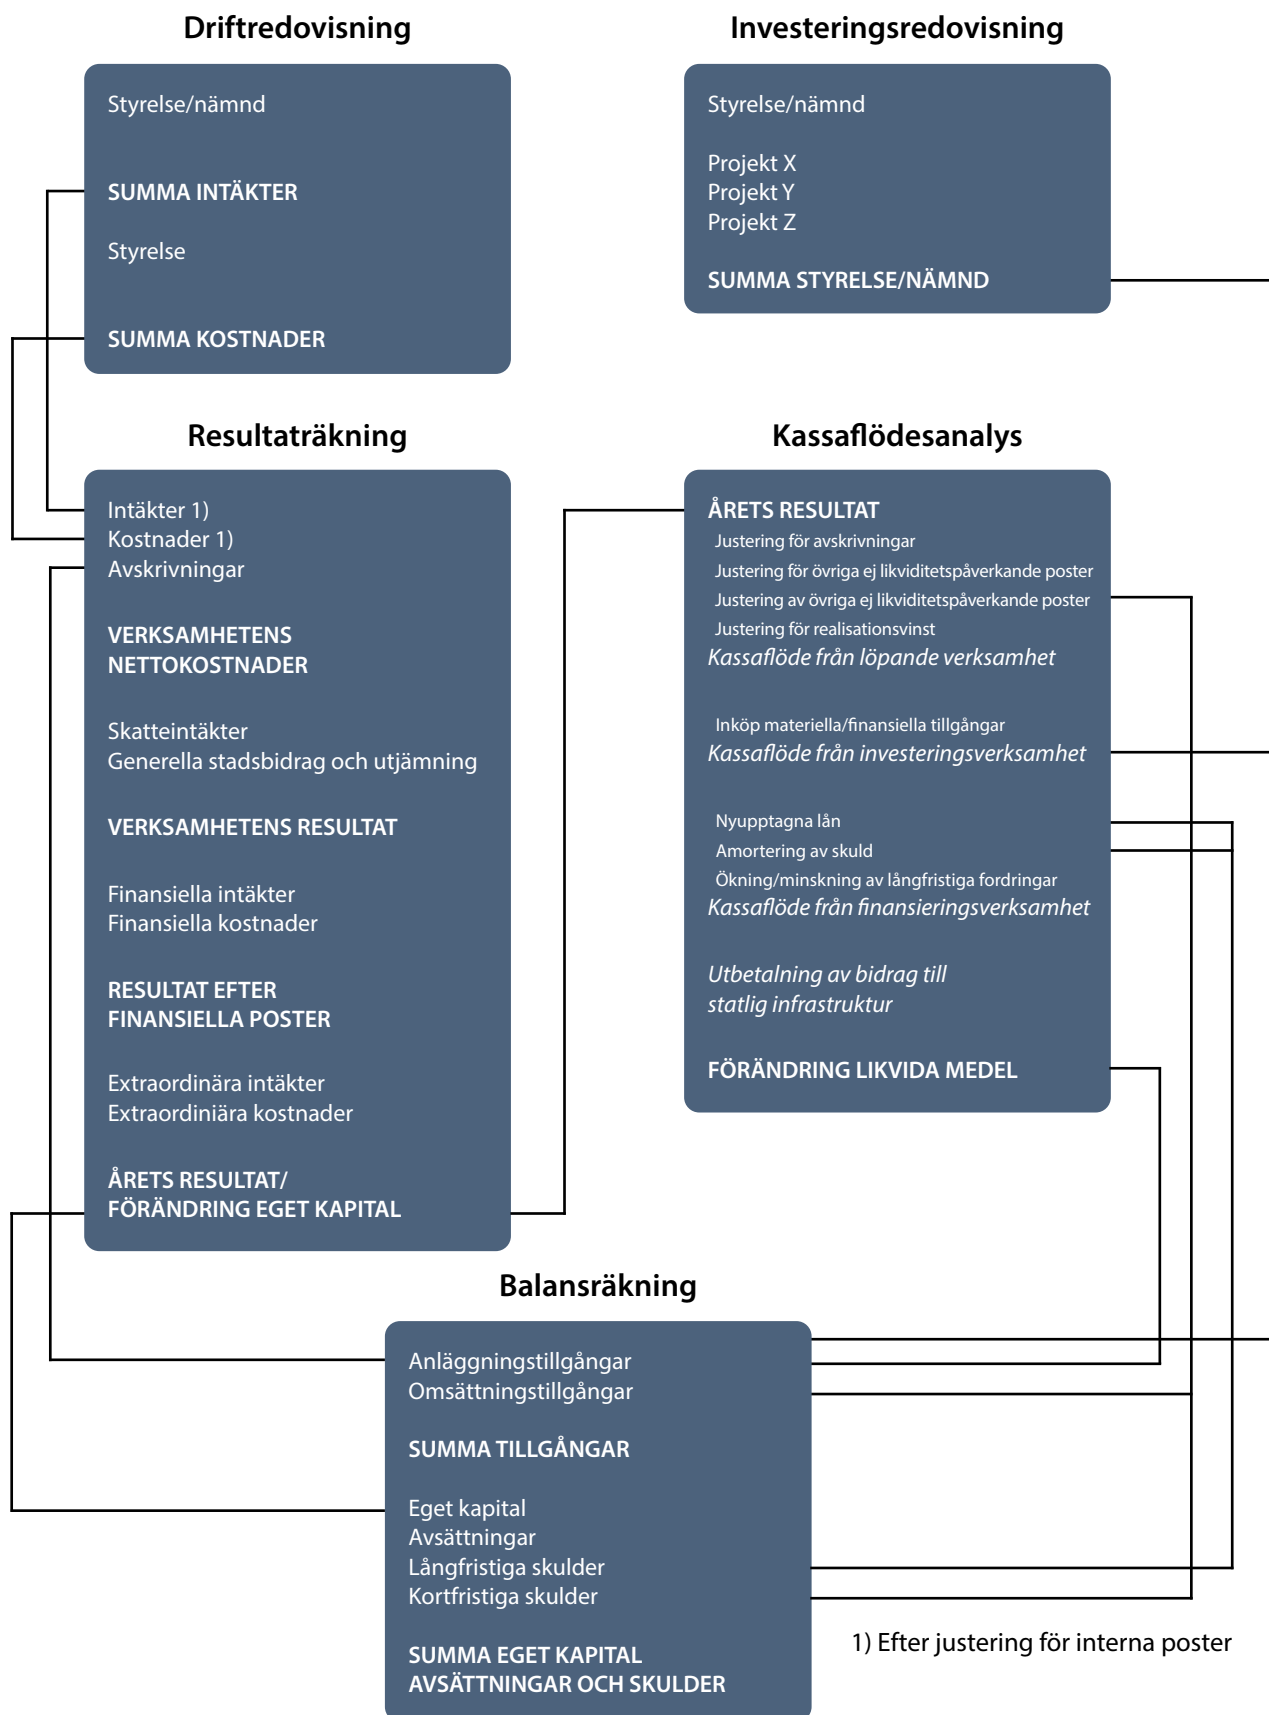 Driftredovisning
Styrelse/nämnd
SUMMA INTÄKTER
Styrelse
SUMMA KOSTNADER
Investeringsredovisning
Styrelse/nämnd
Projekt X
Projekt Y
Projekt Z
SUMMA STYRELSE/NÄMND
Resultaträkning
Intäkter 1)
Kostnader 1)
Avskrivningar
VERKSAMHETENS
NETTOKOSTNADER
Skatteintäkter
Generella stadsbidrag och utjämning
VERKSAMHETENS RESULTAT
Finansiella intäkter
Finansiella kostnader
RESULTAT EFTER
FINANSIELLA POSTER
Extraordinära intäkter
Extraordiniära kostnader
ÅRETS RESULTAT/
FÖRÄNDRING EGET KAPITAL
Kassaflödesanalys
ÅRETS RESULTAT
Justering för avskrivningar
Justering för övriga ej likviditetspåverkande poster
Justering av övriga ej likviditetspåverkande poster
Justering för realisationsvinst
Kassaflöde från löpande verksamhet
Inköp materiella/finansiella tillgångar
Kassaflöde från investeringsverksamhet
Nyupptagna lån
Amortering av skuld
Ökning/minskning av långfristiga fordringar
Kassaflöde från finansieringsverksamhet
Utbetalning av bidrag till
statlig infrastruktur
FÖRÄNDRING LIKVIDA MEDEL
Balansräkning
Anläggningstillgångar
Omsättningstillgångar
SUMMA TILLGÅNGAR
Eget kapital
Avsättningar
Långfristiga skulder
Kortfristiga skulder
SUMMA EGET KAPITAL
AVSÄTTNINGAR OCH SKULDER
1) Efter justering för interna poster